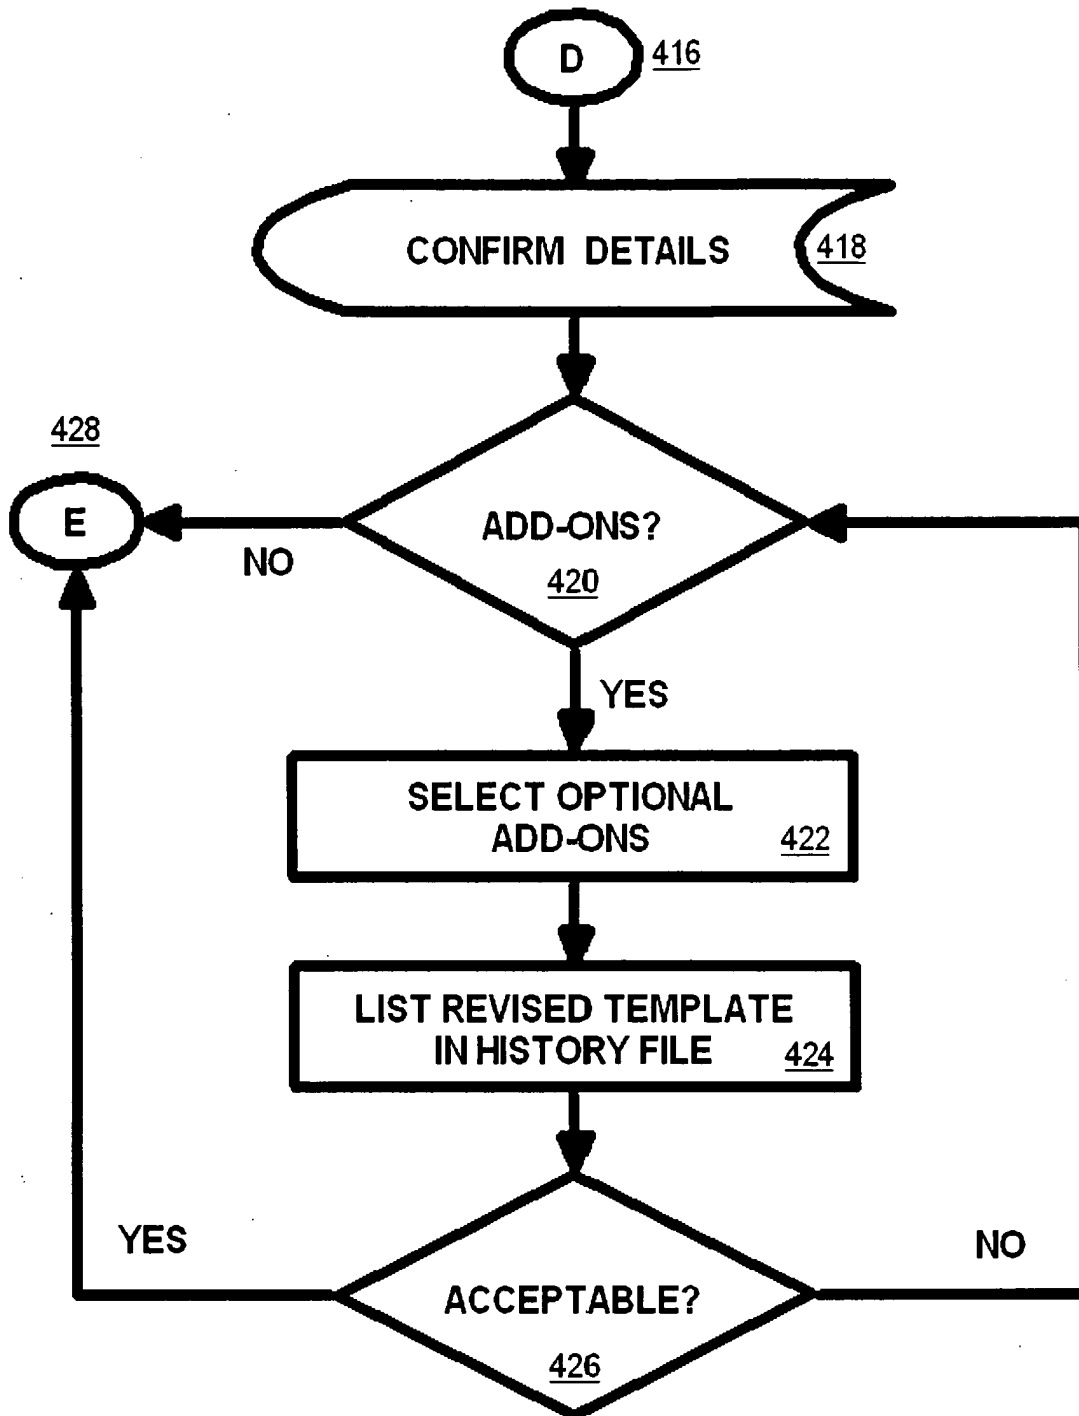 D
416
CONFIRM DETAILS
418
428
E
NO
ADD-ONS?
420
YES
SELECT OPTIONAL
ADD-ONS
422
LIST REVISED TEMPLATE
IN HISTORY FILE
424
YES
NO
ACCEPTABLE?
426